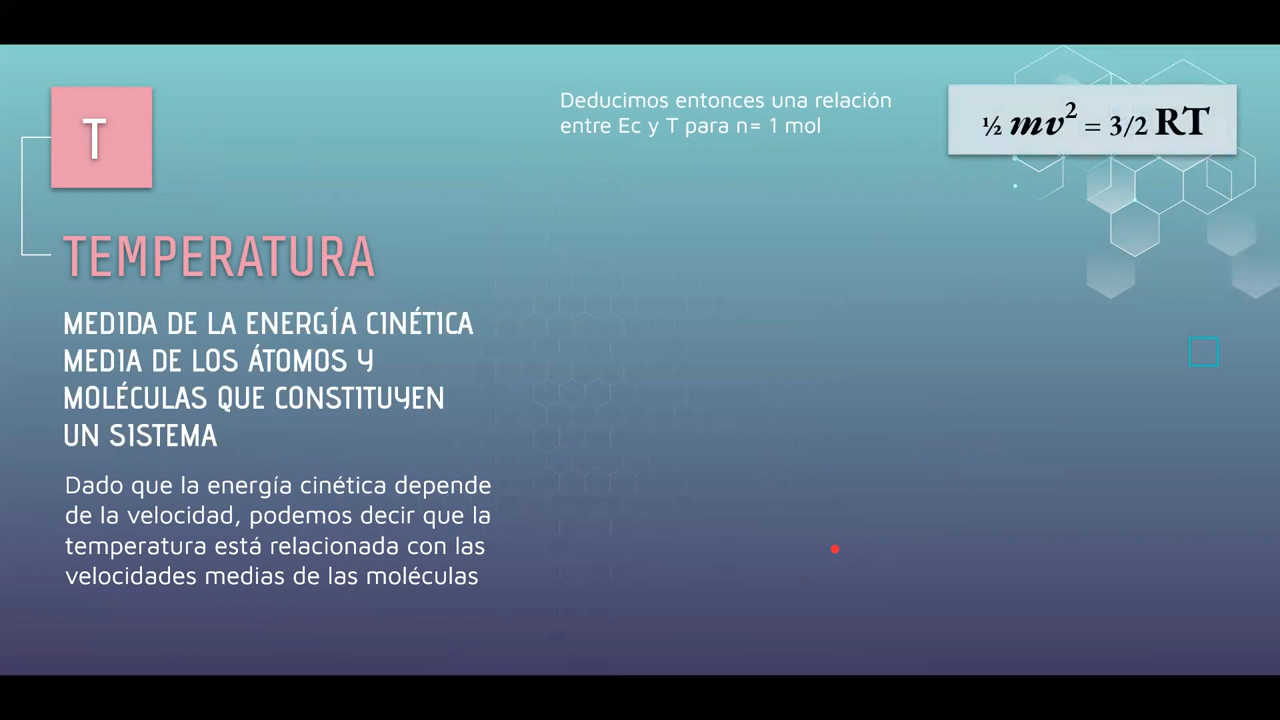 T
TEMPERATURA
MEDIDA DE LA ENERGÍA CINÉTICA
MEDIA DE LOS ÁTOMOS Y
MOLÉCULAS QUE CONSTITUYEN
UN SISTEMA
Dado que la energía cinética depende
de la velocidad, podemos decir que la
temperatura está relacionada con las
velocidades medias de las moléculas
Deducimos entonces una relación
entre Ec y T para n= 1 mol
½ mv² = 3/2 RT